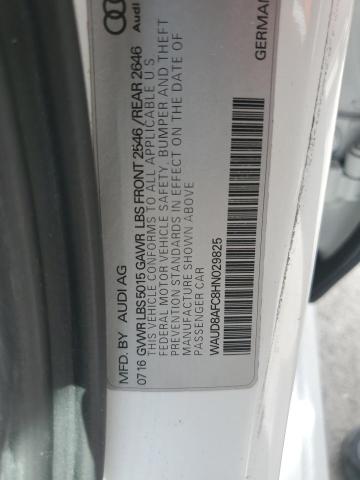 Audi
GERMAN
MFD. BY AUDI AG
0716 GVWR LBS 5015 GAWR LBS FRONT 2546 /REAR 2646
THIS VEHICLE CONFORMS TO ALL APPLICABLE U S
FEDERAL MOTOR VEHICLE SAFETY, BUMPER AND THEFT
PREVENTION STANDARDS IN EFFECT ON THE DATE OF
MANUFACTURE SHOWN ABOVE
PASSENGER CAR
WAUD8AFC8HN029825